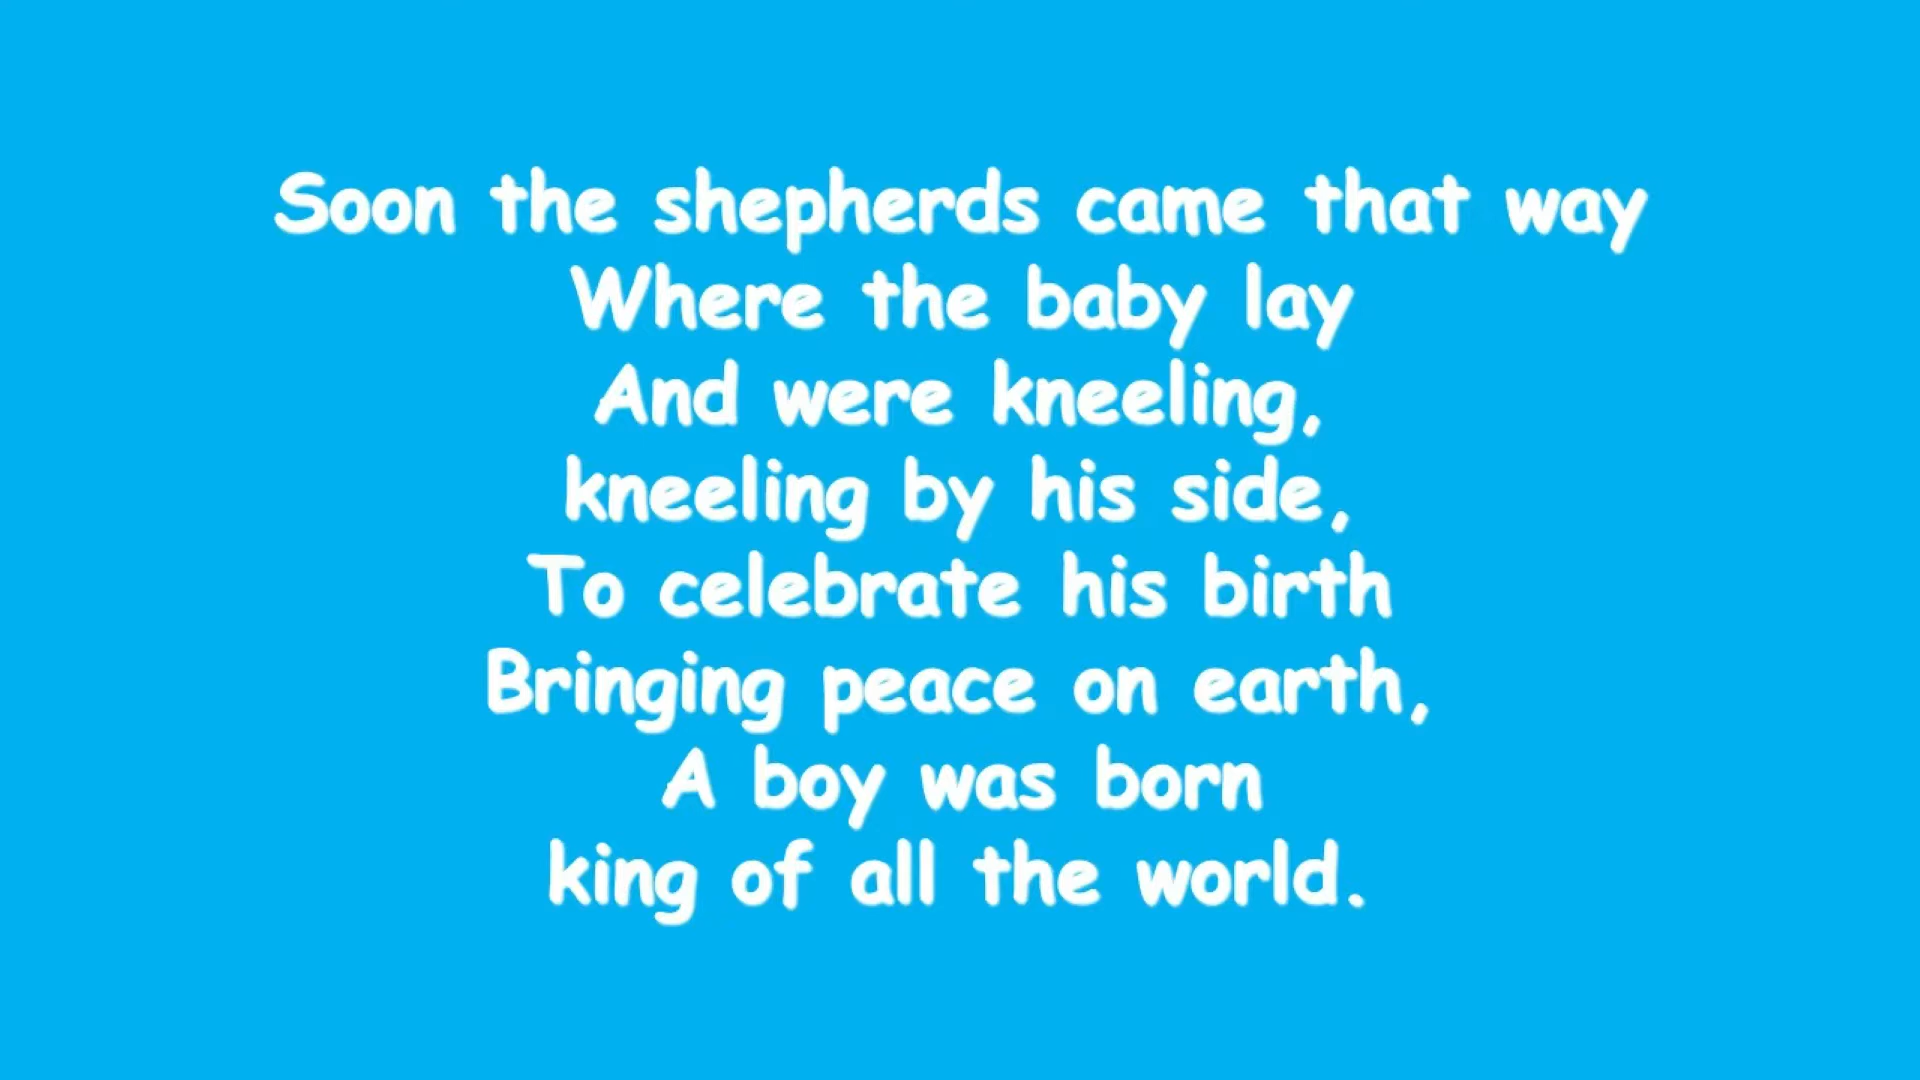 Soon the shepherds came that way
Where the baby lay
And were kneeling,
kneeling by his side,
To celebrate his birth
Bringing peace on earth,
A boy was born
king of all the world.